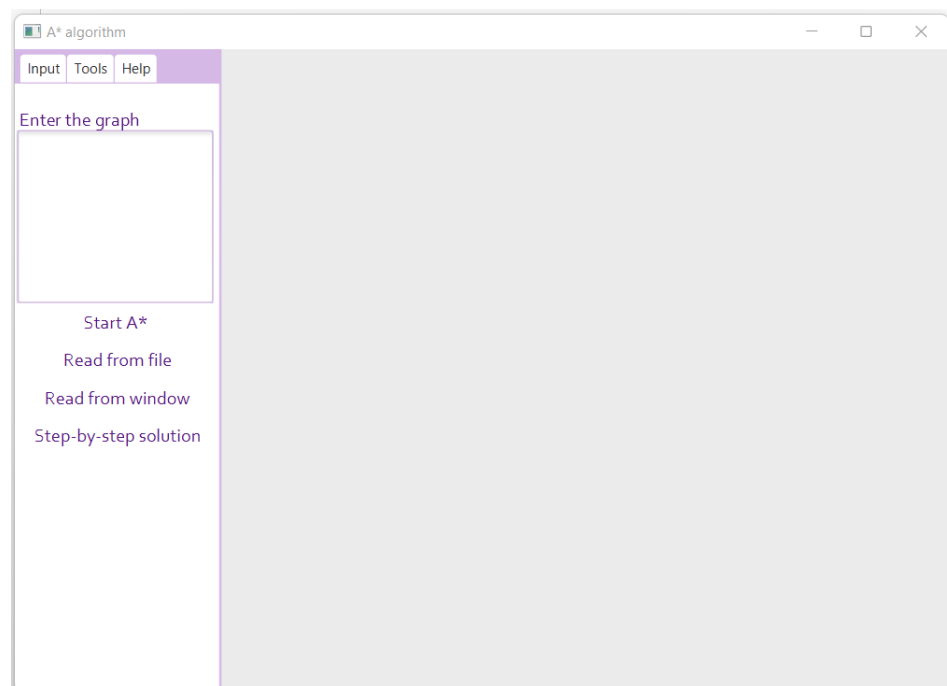 A* algorithm
Input Tools Help
Enter the graph
Start A*
Read from file
Read from window
Step-by-step solution